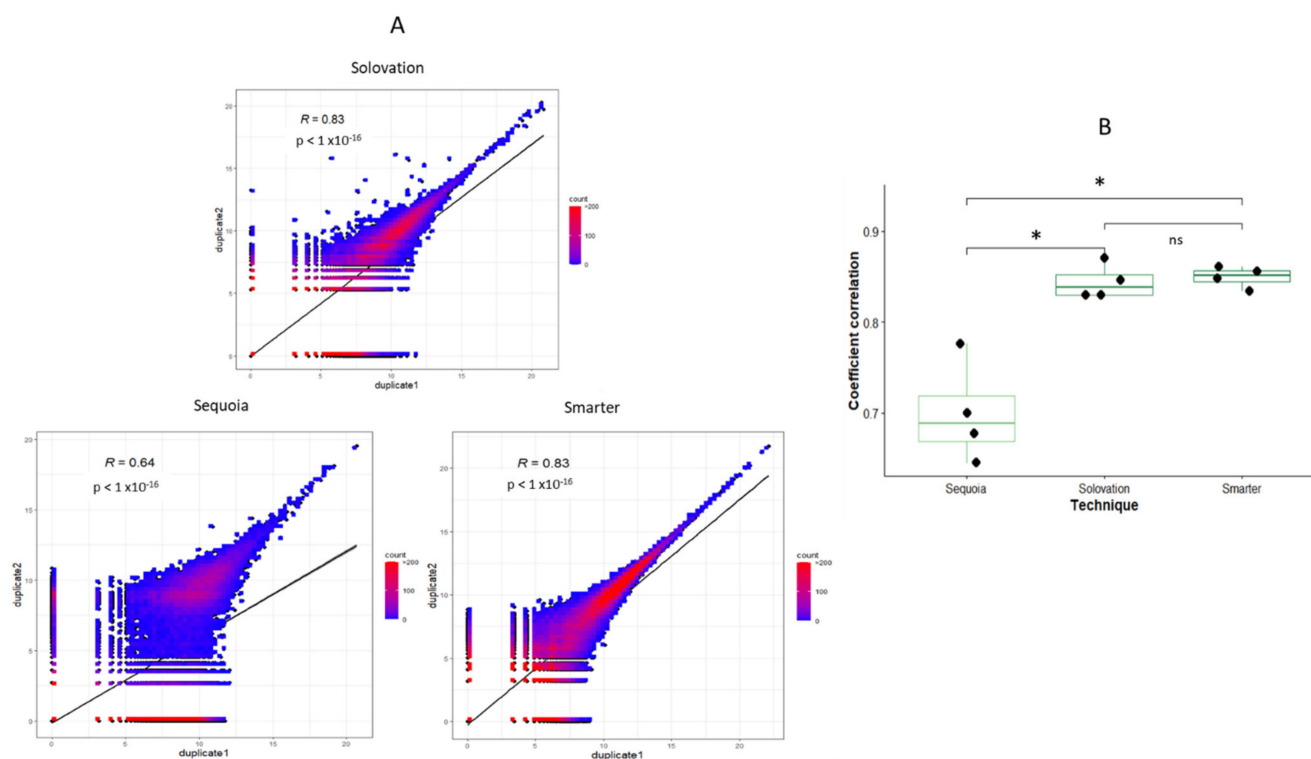 A
Solovation
R = 0.83
p < 1 x10-16
20
15
10
5
0
duplicate2
0 5 10 15 20
duplicate1
count
>200
100
0
Sequoia
R = 0.64
p < 1 x10-16
20
15
10
5
0
duplicate2
0 5 10 15 20
duplicate1
count
>200
100
0
Smarter
R = 0.83
p < 1 x10-16
20
15
10
5
0
duplicate2
0 5 10 15 20
duplicate1
count
>200
100
0
B
*
*
ns
0.9
0.8
0.7
Coefficient correlation
Sequoia Solovation Smarter
Technique